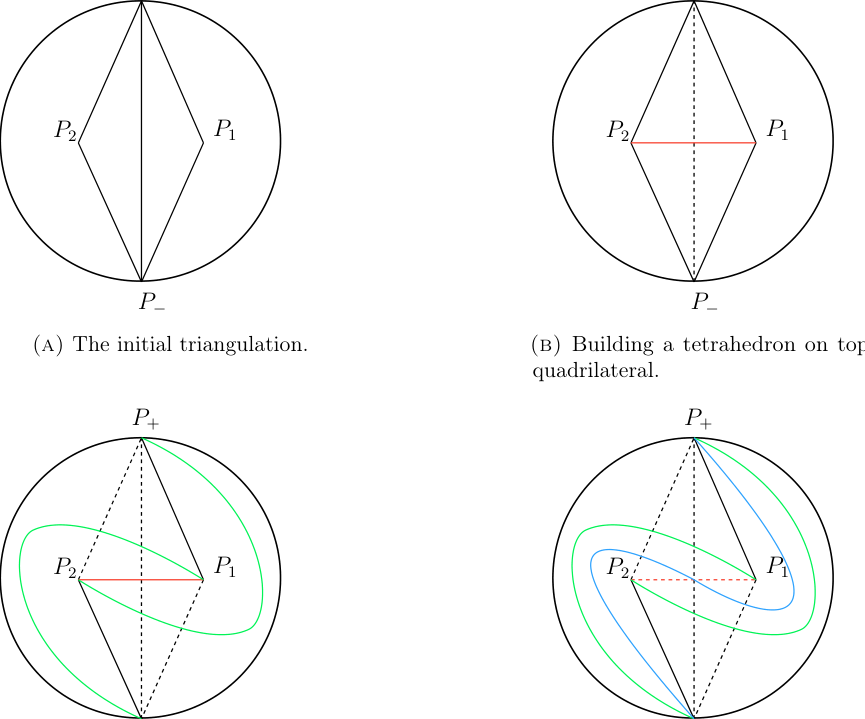 P₂ P₁ P₂ P₁
P₋ P₋
(A) The initial triangulation.
(B) Building a tetrahedron on top
quadrilateral.
P₊ P₊
P₂ P₁ P₂ P₁